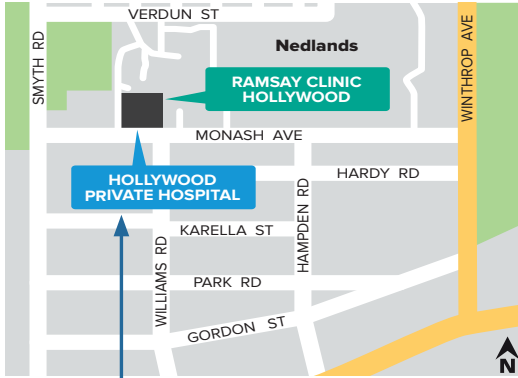 VERDUN ST
SMYTH RD
Nedlands
WINTHROP AVE
RAMSAY CLINIC
HOLLYWOOD
MONASH AVE
HOLLYWOOD
PRIVATE HOSPITAL
HARDY RD
HAMPDEN RD
KARELLA ST
WILLIAMS RD
PARK RD
GORDON ST
N